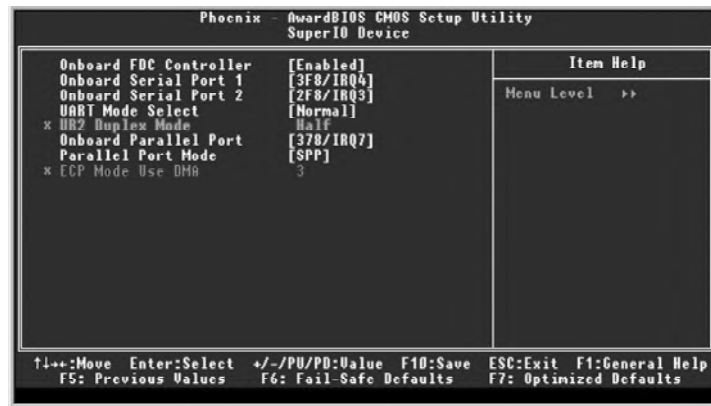 Phoenix - AwardBIOS CMOS Setup Utility
SuperIO Device
Onboard FDC Controller [Enabled]
Onboard Serial Port 1 [3F8/IRQ4]
Onboard Serial Port 2 [2F8/IRQ3]
UART Mode Select [Normal]
x UR2 Duplex Mode Half
Onboard Parallel Port [378/IRQ7]
Parallel Port Mode [SPP]
x ECP Mode Use DMA 3
Item Help
Menu Level ▸▸
↑↓→←:Move Enter:Select +/-/PU/PD:Value F10:Save ESC:Exit F1:General Help
F5: Previous Values F6: Fail-Safe Defaults F7: Optimized Defaults